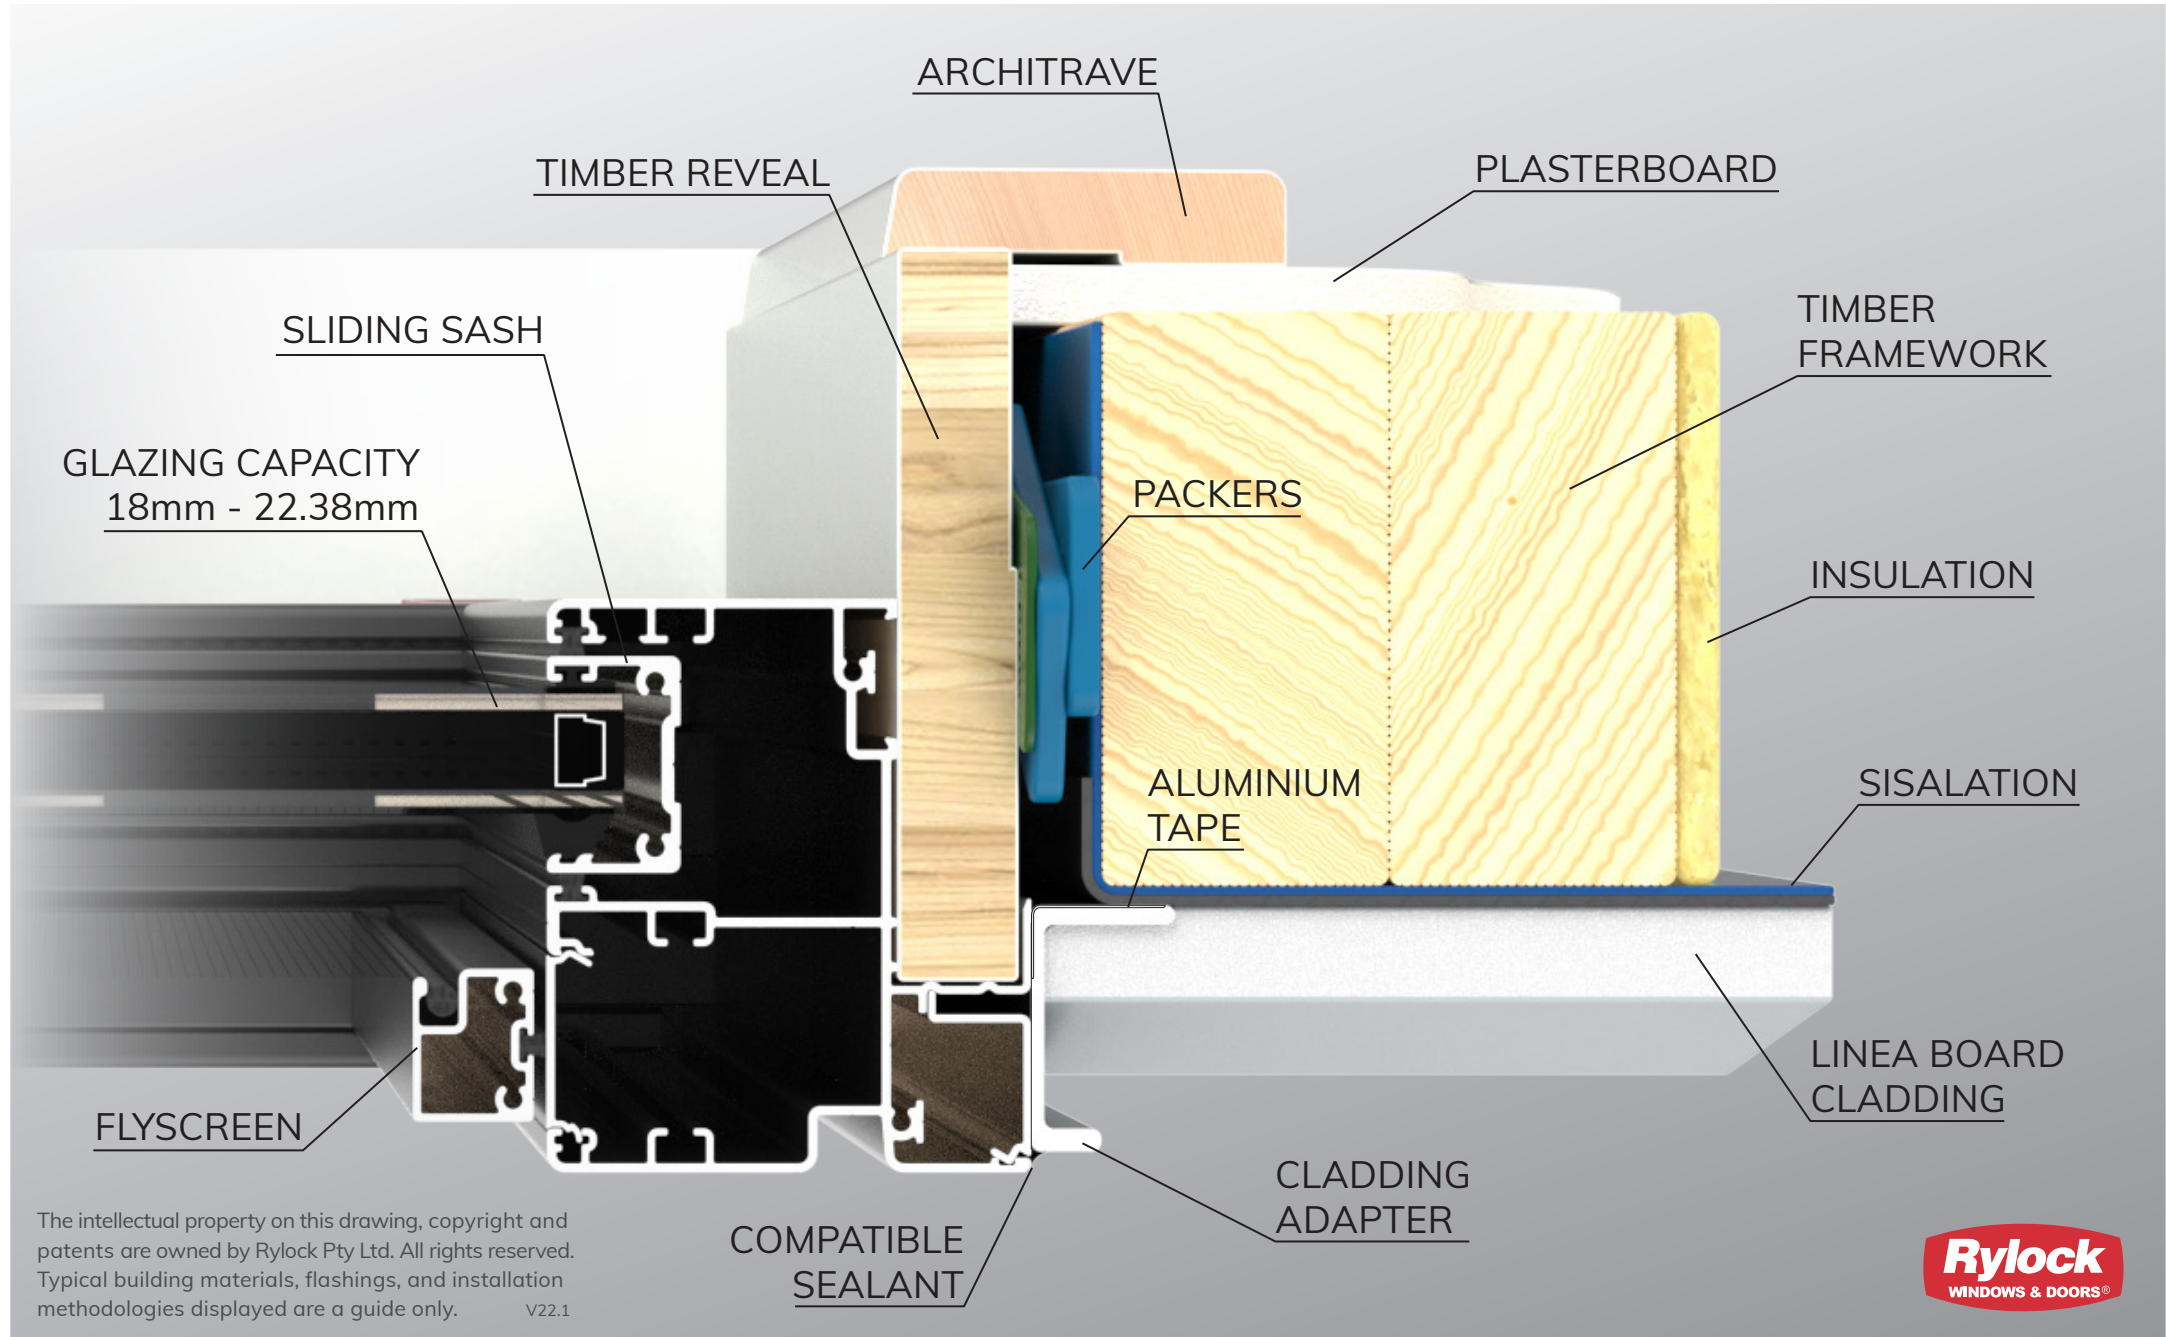 ARCHITRAVE
TIMBER REVEAL
PLASTERBOARD
SLIDING SASH
TIMBER
FRAMEWORK
GLAZING CAPACITY
18mm - 22.38mm
PACKERS
INSULATION
ALUMINIUM
TAPE
SISALATION
LINEA BOARD
CLADDING
FLYSCREEN
CLADDING
ADAPTER
COMPATIBLE
SEALANT
The intellectual property on this drawing, copyright and
patents are owned by Rylock Pty Ltd. All rights reserved.
Typical building materials, flashings, and installation
methodologies displayed are a guide only. V22.1
Rylock
WINDOWS & DOORS®